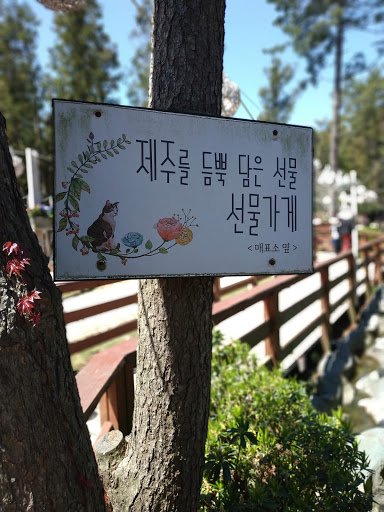 제주를 듬뿍 담은 선물
선물가게
<매표소 옆>